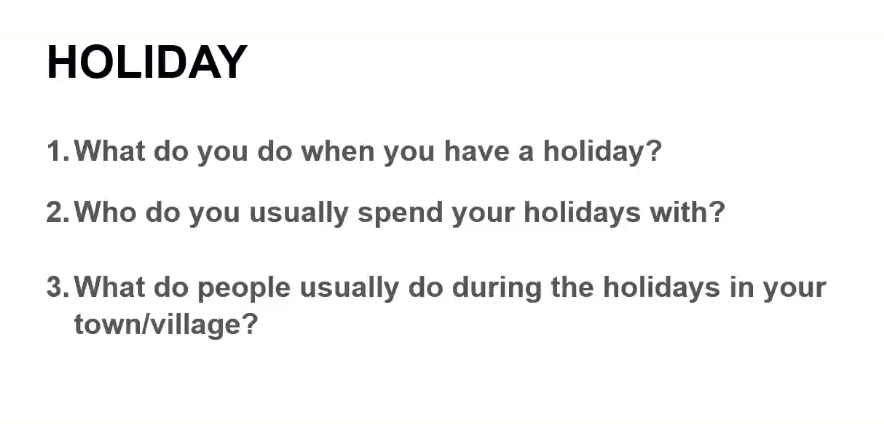 HOLIDAY
1. What do you do when you have a holiday?
2. Who do you usually spend your holidays with?
3. What do people usually do during the holidays in your
town/village?